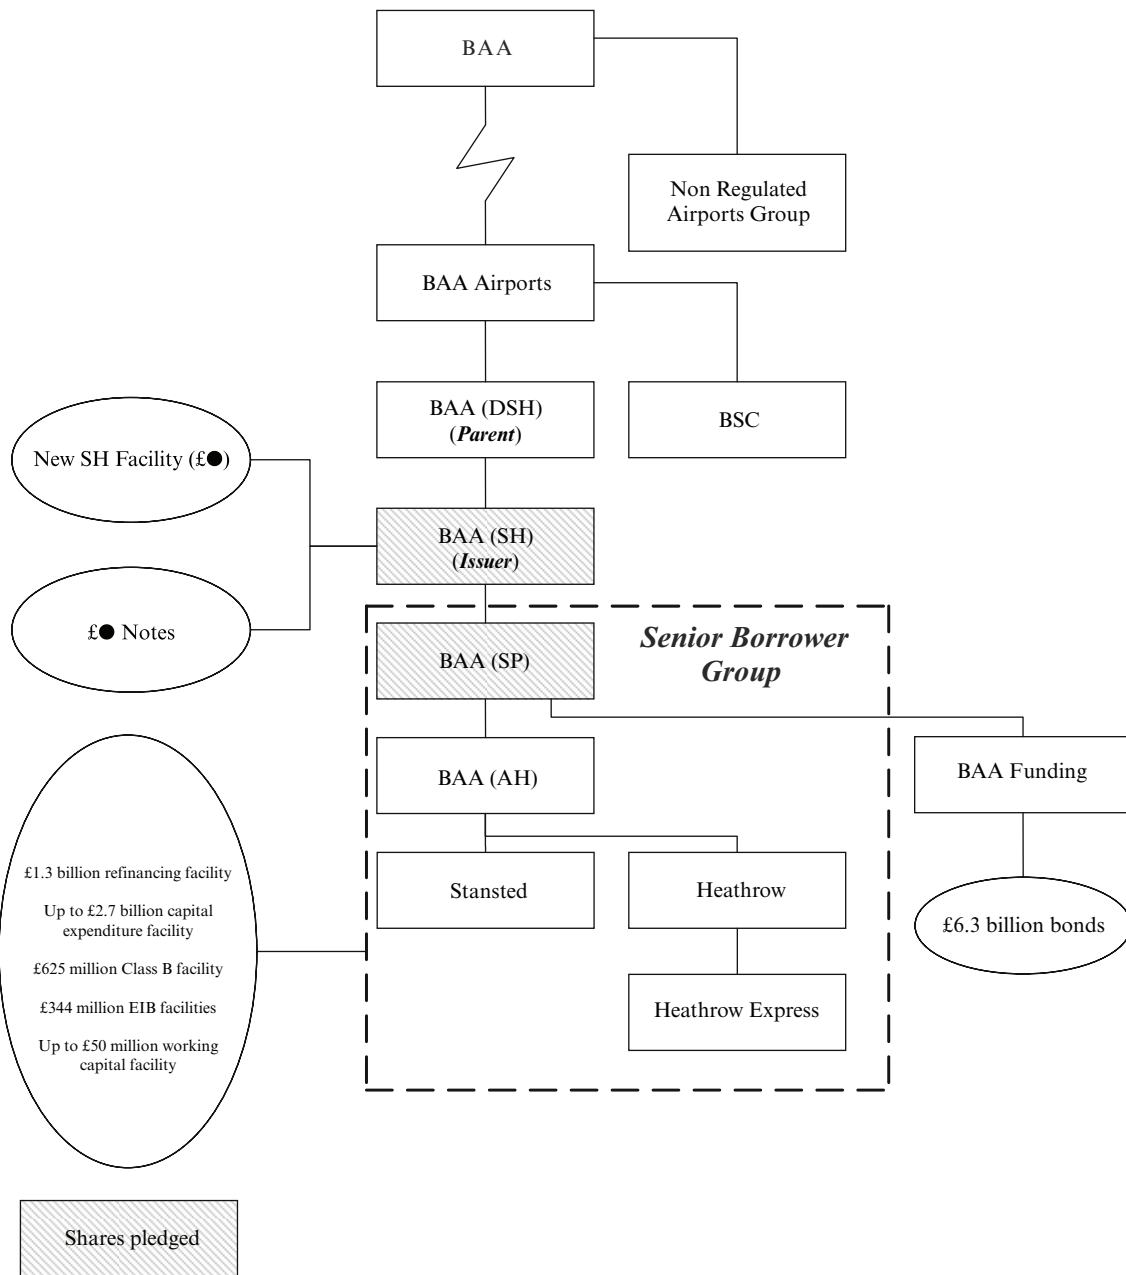 BAA
Non Regulated
Airports Group
BAA Airports
BAA (DSH)
(Parent)
BSC
New SH Facility (£●)
BAA (SH)
(Issuer)
£● Notes
Senior Borrower
Group
BAA (SP)
BAA (AH)
BAA Funding
£1.3 billion refinancing facility
Up to £2.7 billion capital
expenditure facility
£625 million Class B facility
£344 million EIB facilities
Up to £50 million working
capital facility
Stansted
Heathrow
£6.3 billion bonds
Heathrow Express
Shares pledged